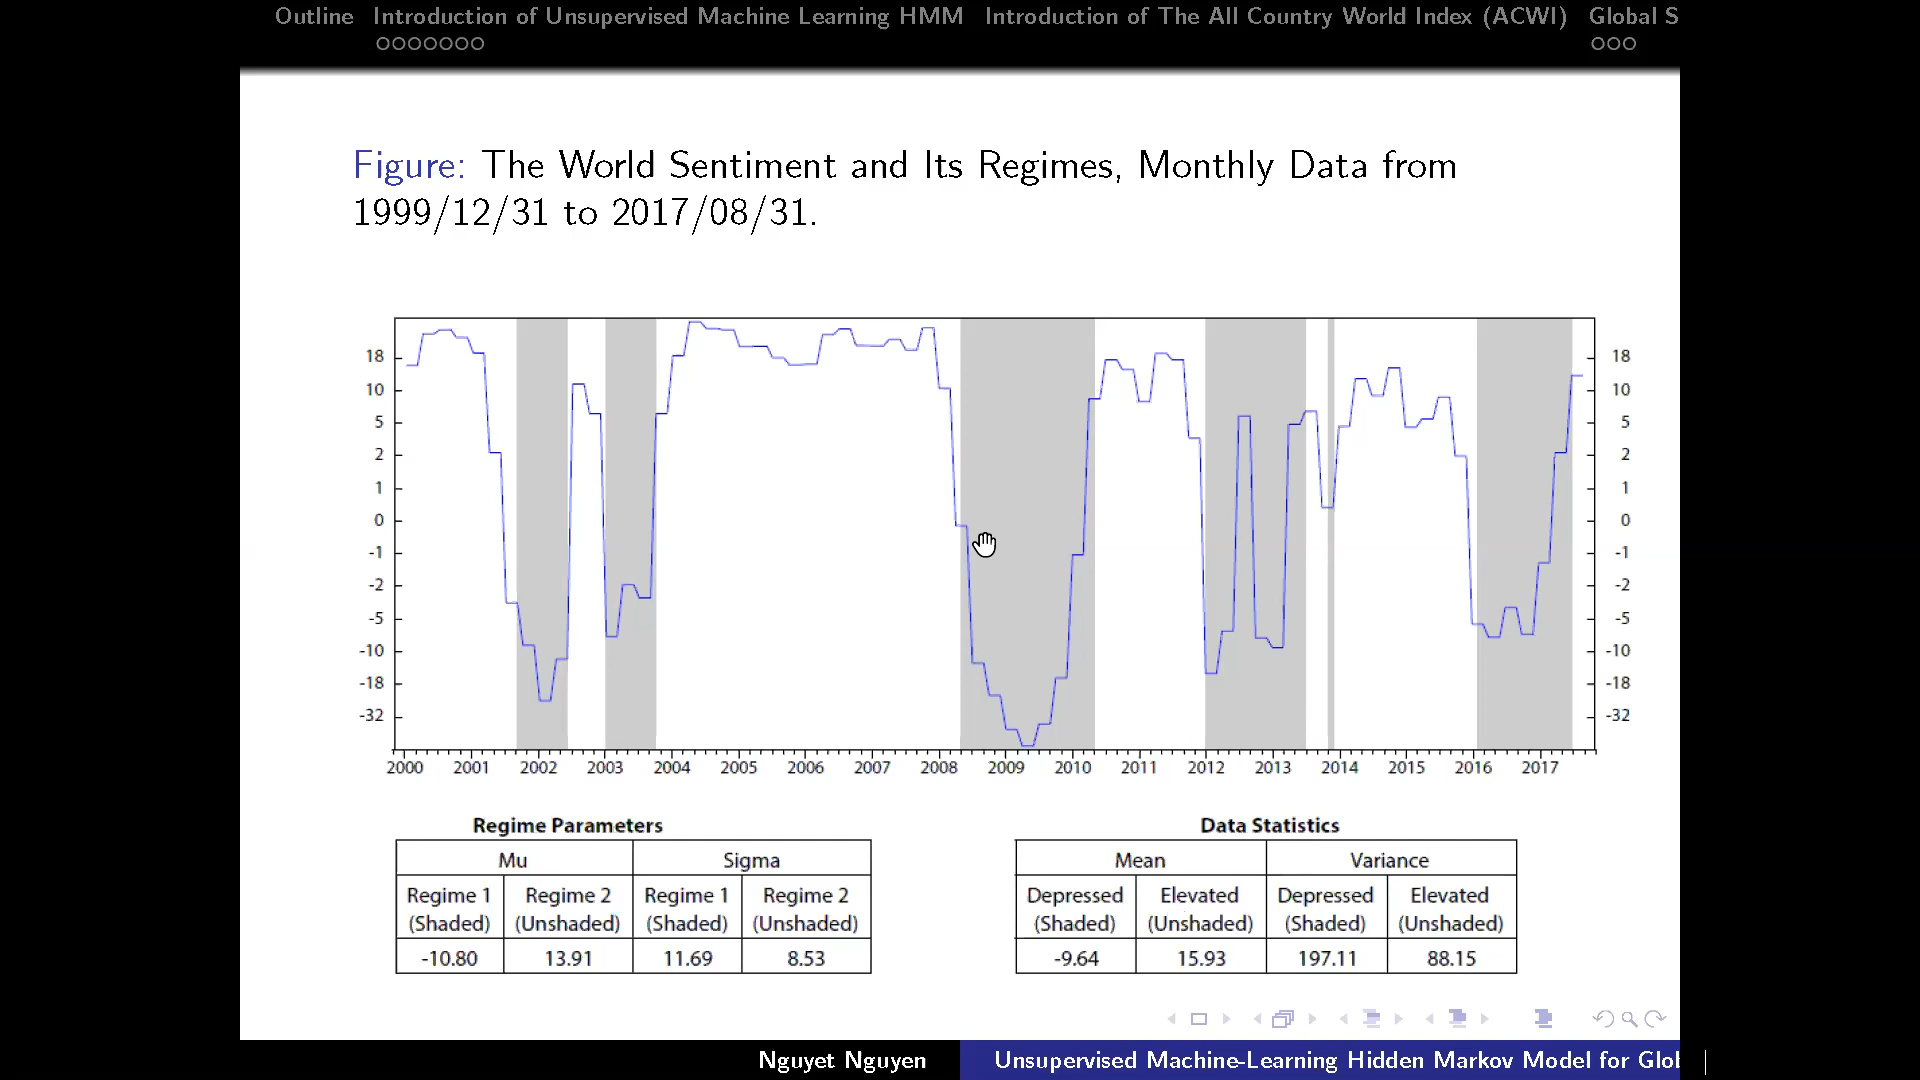 Outline Introduction of Unsupervised Machine Learning HMM Introduction of The All Country World Index (ACWI) Global S
Figure: The World Sentiment and Its Regimes, Monthly Data from
1999/12/31 to 2017/08/31.
18 18
10 10
5 5
2 2
1 1
0 0
-1 -1
-2 -2
-5 -5
-10 -10
-18 -18
-32 -32
2000 2001 2002 2003 2004 2005 2006 2007 2008 2009 2010 2011 2012 2013 2014 2015 2016 2017
Regime Parameters
Mu Sigma
Regime 1 Regime 2 Regime 1 Regime 2
(Shaded) (Unshaded) (Shaded) (Unshaded)
-10.80 13.91 11.69 8.53
Data Statistics
Mean Variance
Depressed Elevated Depressed Elevated
(Shaded) (Unshaded) (Shaded) (Unshaded)
-9.64 15.93 197.11 88.15
Nguyet Nguyen Unsupervised Machine-Learning Hidden Markov Model for Glob